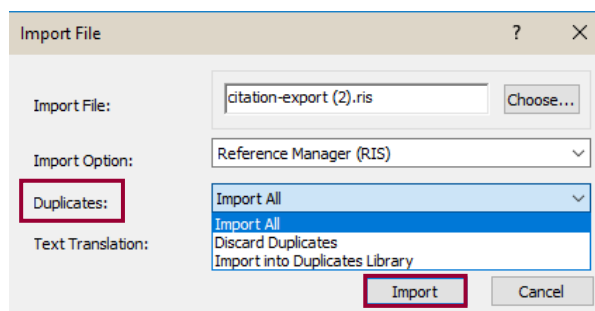 Import File ?
Import File: citation-export (2).ris Choose...
Import Option: Reference Manager (RIS)
Duplicates: Import All
Import All
Text Translation: Discard Duplicates
Import into Duplicates Library
Import Cancel